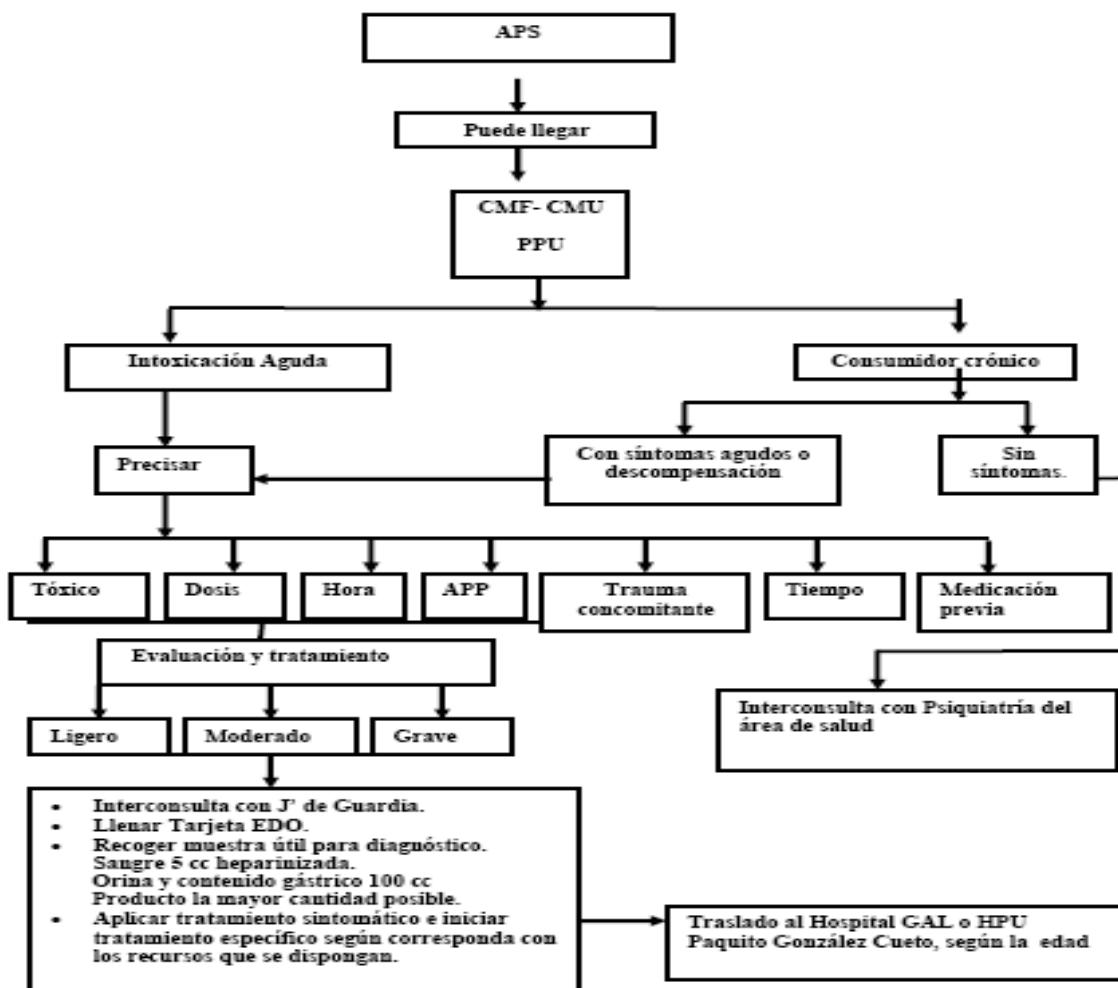 APS
Puede llegar
CMF- CMU
PPU
Intoxicación Aguda
Consumidor crónico
Precisar
Con síntomas agudos o
descompensación
Sin
síntomas.
Tóxico
Dosis
Hora
APP
Trauma
concomitante
Tiempo
Medicación
previa
Evaluación y tratamiento
Interconsulta con Psiquiatría del
área de salud
Ligero
Moderado
Grave
• Interconsulta con J' de Guardia.
• Llenar Tarjeta EDO.
• Recoger muestra útil para diagnóstico.
Sangre 5 cc heparinizada.
Orina y contenido gástrico 100 cc
Producto la mayor cantidad posible.
• Aplicar tratamiento sintomático e iniciar
tratamiento específico según corresponda con
los recursos que se dispongan.
Traslado al Hospital GAL o HPU
Paquito González Cueto, según la edad